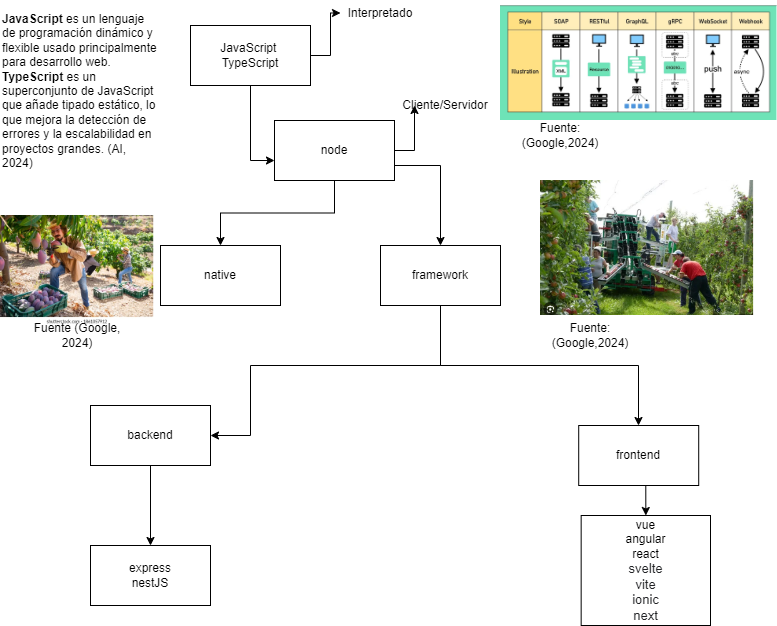 JavaScript es un lenguaje
de programación dinámico y
flexible usado principalmente
para desarrollo web.
TypeScript es un
superconjunto de JavaScript
que añade tipado estático, lo
que mejora la detección de
errores y la escalabilidad en
proyectos grandes. (AI,
2024)
JavaScript
TypeScript
Interpretado
Cliente/Servidor
node
Style SOAP RESTful GraphQL gRPC WebSocket Webhook
Illustration
XML
Resource
push
async
Fuente:
(Google,2024)
native
framework
Fuente (Google,
2024)
Fuente:
(Google,2024)
backend
frontend
express
nestJS
vue
angular
react
svelte
vite
ionic
next